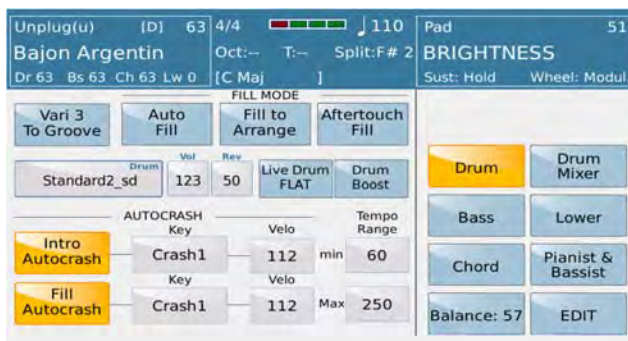 Unplug(u) [D] 63 4/4 ♩110 Pad 51
Bajon Argentin Oct:-- T:-- Split:F# 2 BRIGHTNESS
Dr 63 Bs 63 Ch 63 Lw 0 [C Maj ] Sust: Hold Wheel: Modul.
FILL MODE
Vari 3 To Groove
Auto Fill
Fill to Arrange
Aftertouch Fill
Drum
Standard2_sd
Vol
123
Rev
50
Live Drum FLAT
Drum Boost
AUTOCRASH
Intro Autocrash
Key
Crash1
Velo
112
Tempo Range
min 60
Fill Autocrash
Key
Crash1
Velo
112
Max 250
Drum
Drum Mixer
Bass
Lower
Chord
Pianist & Bassist
Balance: 57
EDIT